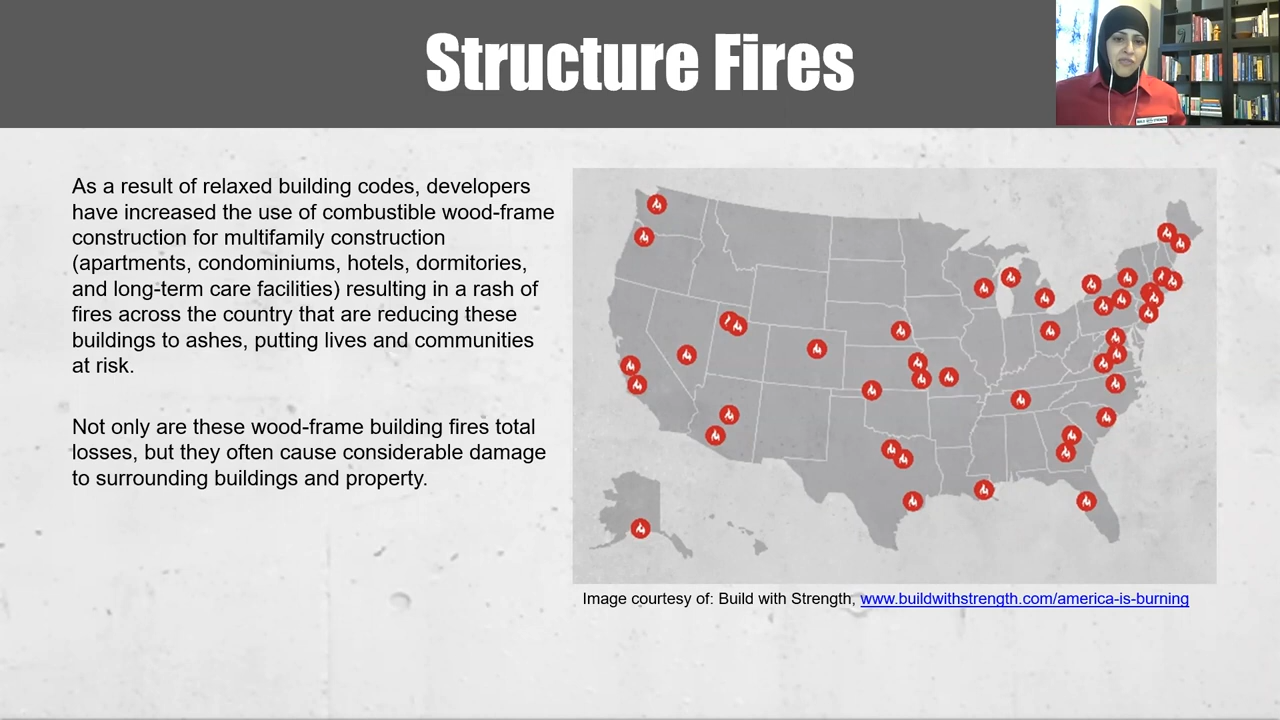 Structure Fires
BUILD WITH STRENGTH
As a result of relaxed building codes, developers
have increased the use of combustible wood-frame
construction for multifamily construction
(apartments, condominiums, hotels, dormitories,
and long-term care facilities) resulting in a rash of
fires across the country that are reducing these
buildings to ashes, putting lives and communities
at risk.
Not only are these wood-frame building fires total
losses, but they often cause considerable damage
to surrounding buildings and property.
Image courtesy of: Build with Strength, www.buildwithstrength.com/america-is-burning